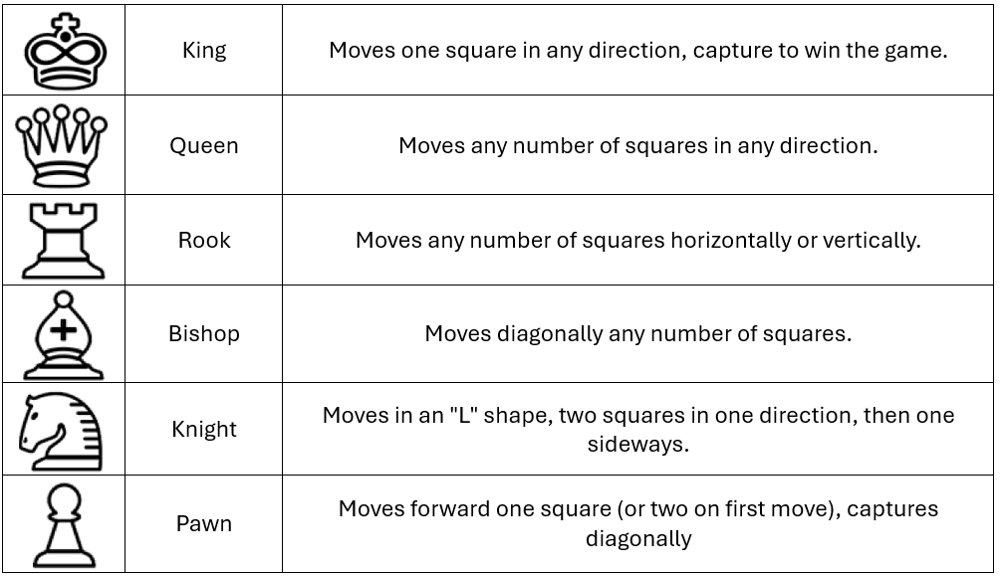 King
Moves one square in any direction, capture to win the game.
Queen
Moves any number of squares in any direction.
Rook
Moves any number of squares horizontally or vertically.
Bishop
Moves diagonally any number of squares.
Knight
Moves in an "L" shape, two squares in one direction, then one
sideways.
Pawn
Moves forward one square (or two on first move), captures
diagonally